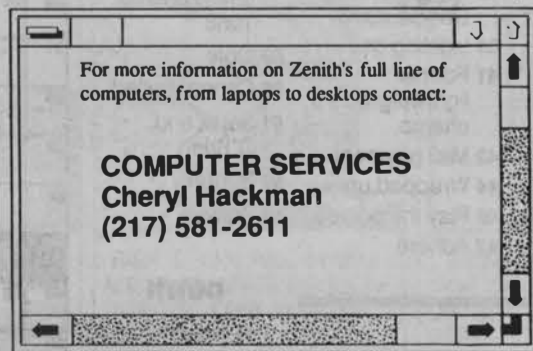 For more information on Zenith's full line of
computers, from laptops to desktops contact:
COMPUTER SERVICES
Cheryl Hackman
(217) 581-2611